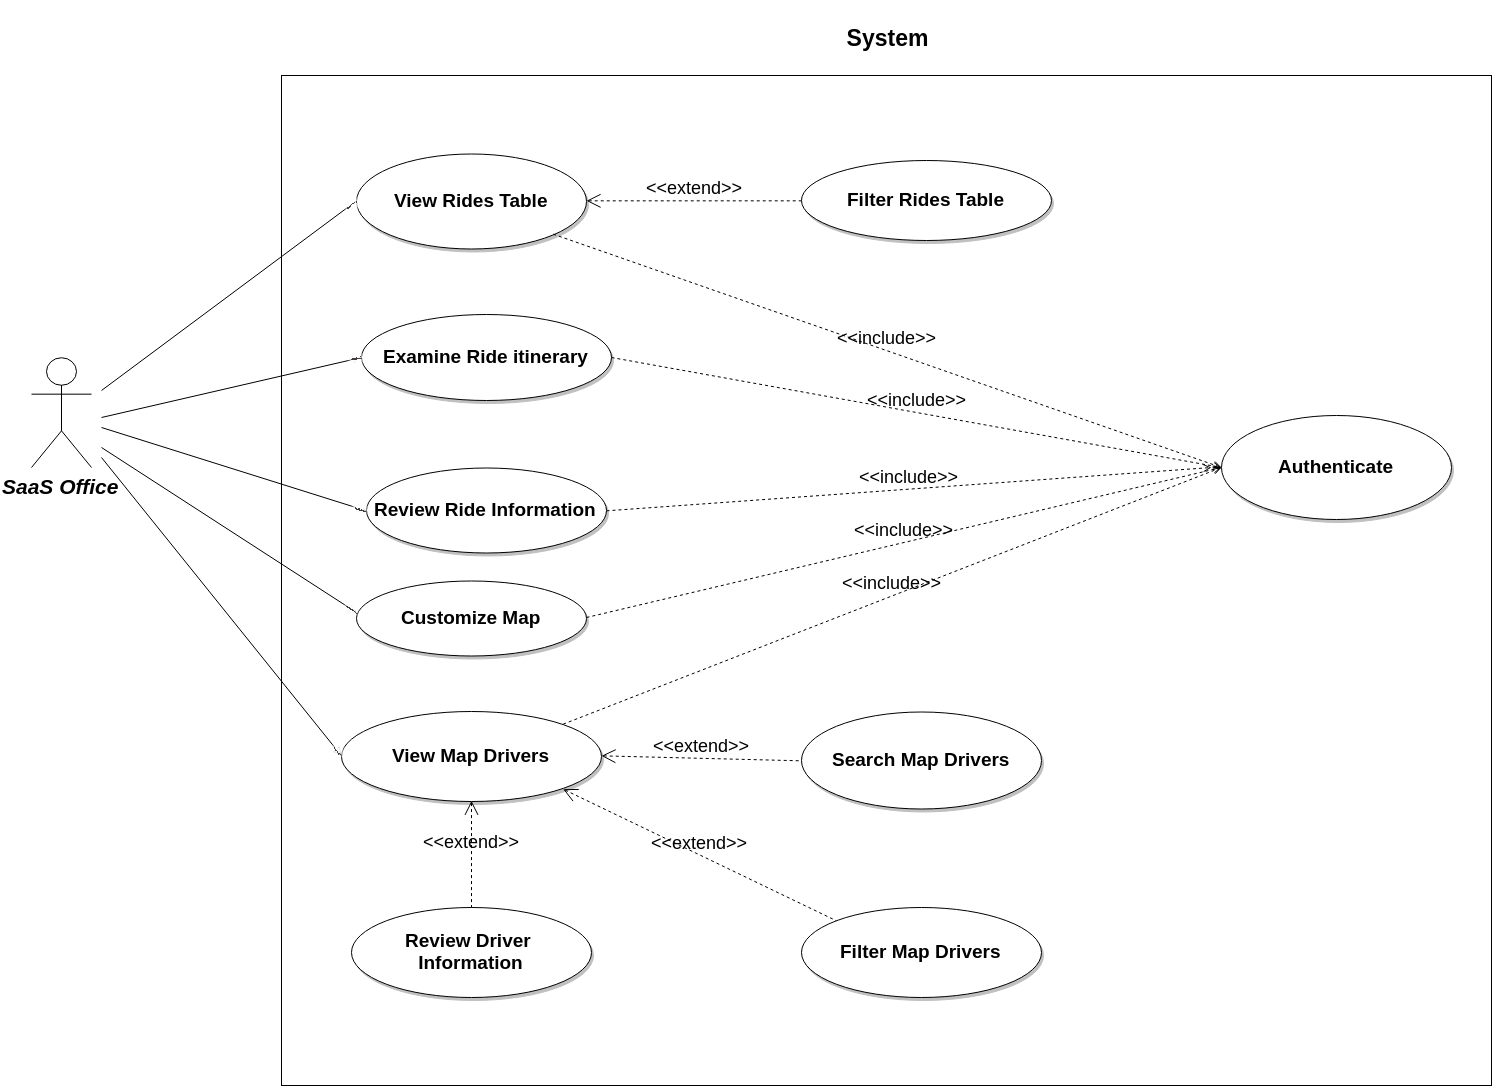 System
View Rides Table
<<extend>>
Filter Rides Table
<<include>>
Examine Ride itinerary
<<include>>
Authenticate
SaaS Office
<<include>>
Review Ride Information
<<include>>
<<include>>
Customize Map
View Map Drivers
<<extend>>
Search Map Drivers
<<extend>>
<<extend>>
Review Driver
Information
Filter Map Drivers